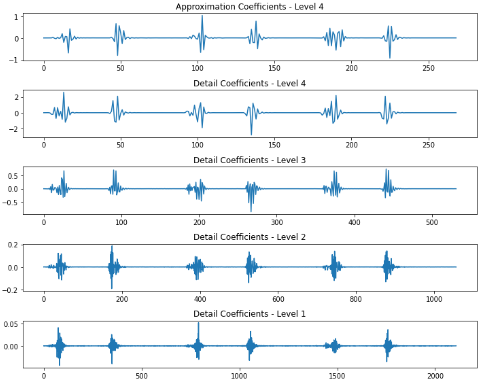 Approximation Coefficients - Level 4
1
0
−1
0 50 100 150 200 250
Detail Coefficients - Level 4
2
0
−2
0 50 100 150 200 250
Detail Coefficients - Level 3
0.5
0.0
−0.5
0 100 200 300 400 500
Detail Coefficients - Level 2
0.2
0.0
−0.2
0 200 400 600 800 1000
Detail Coefficients - Level 1
0.05
0.00
0 500 1000 1500 2000